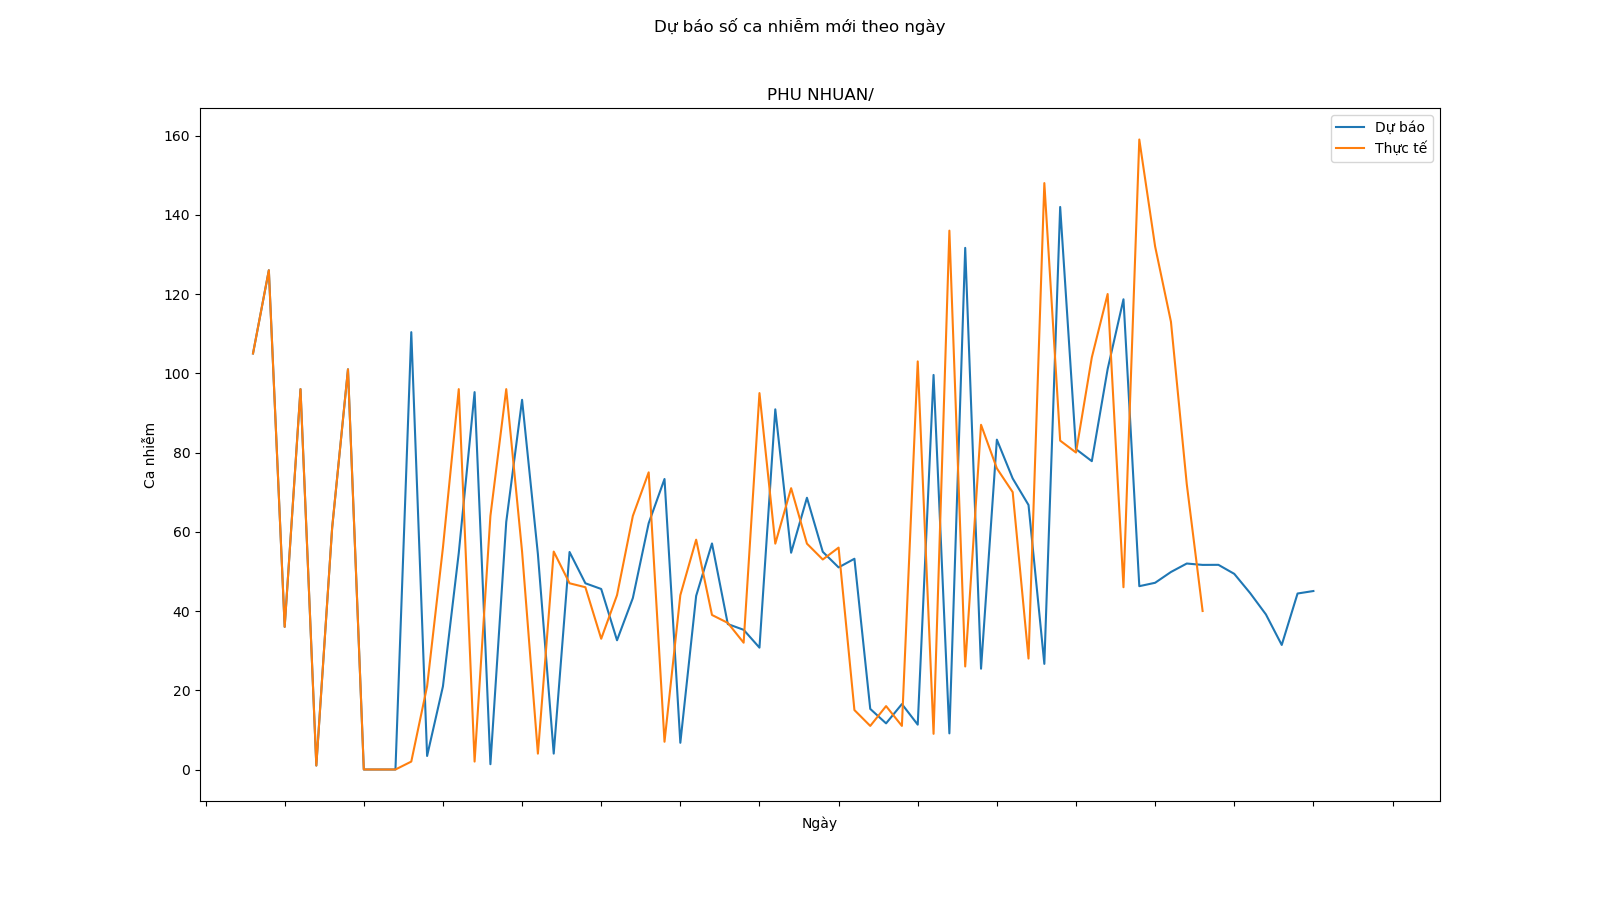 Dự báo số ca nhiễm mới theo ngày
PHU NHUAN/
Dự báo
Thực tế
160
140
120
100
80
60
40
20
0
Ca nhiễm
Ngày